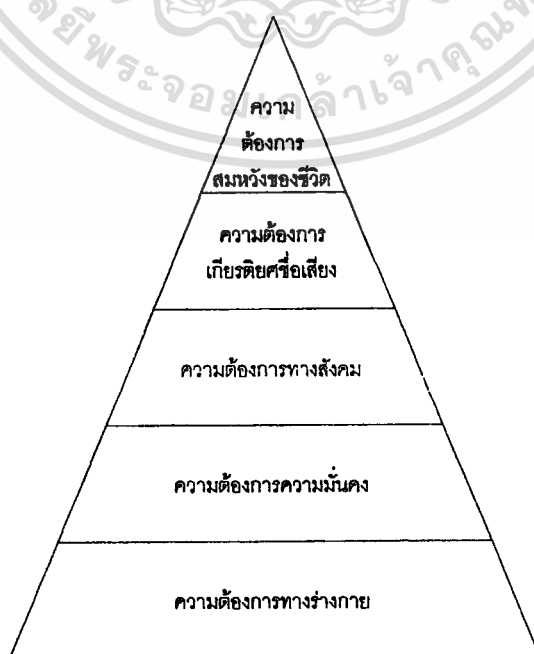 ความ
ต้องการ
สมหวังของชีวิต
ความต้องการ
เกียรติยศชื่อเสียง
ความต้องการทางสังคม
ความต้องการความมั่นคง
ความต้องการทางร่างกาย